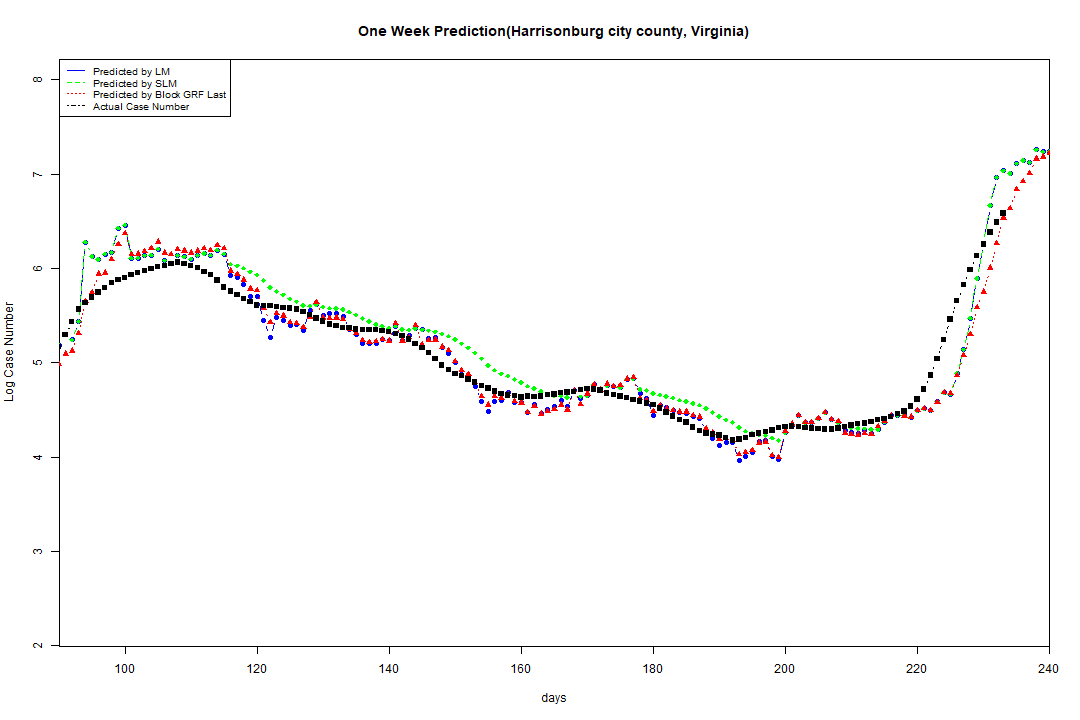 One Week Prediction(Harrisonburg city county, Virginia)
Predicted by LM
Predicted by SLM
Predicted by Block GRF Last
Actual Case Number
8
7
6
5
4
3
2
Log Case Number
100 120 140 160 180 200 220 240
days